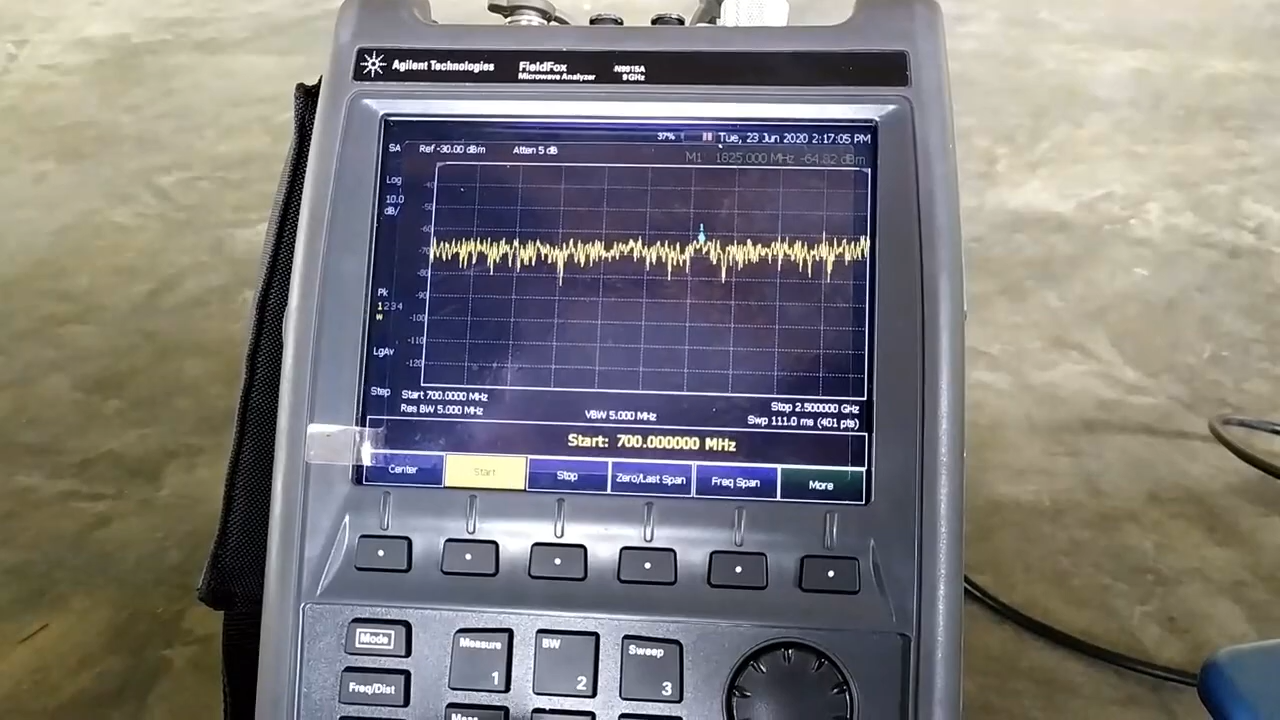 Agilent Technologies
FieldFox
Microwave Analyzer
N9915A
9 GHz
37%
Tue, 23 Jun 2020 2:17:05 PM
SA
Ref -30.00 dBm
Atten 5 dB
M1 1825.000 MHz -64.82 dBm
Log
10.0
dB/
-40
-50
-60
-70
-80
-90
-100
-110
-120
Pk
1 2 3 4
W
LgAv
Step
Start 700.0000 MHz
Stop 2.500000 GHz
Res BW 5.000 MHz
VBW 5.000 MHz
Swp 111.0 ms (401 pts)
Start: 700.000000 MHz
Center
Start
Stop
Zero/Last Span
Freq Span
More
Mode
Measure
1
BW
2
Sweep
3
Freq/Dist